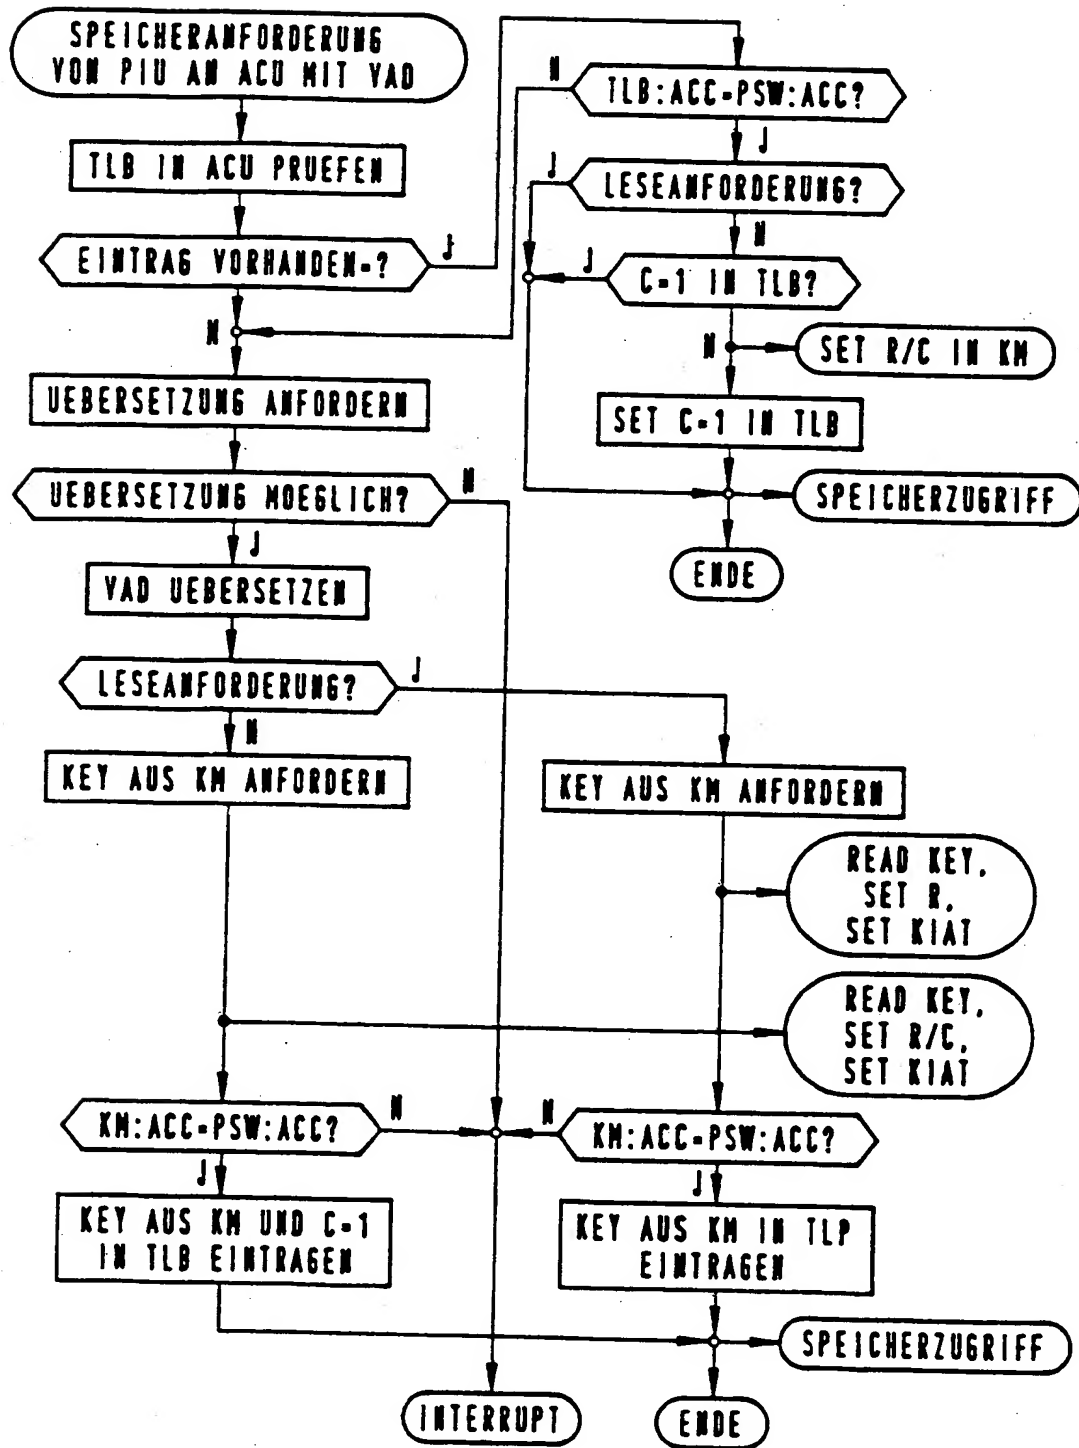 SPEICHERANFORDERUNG
VON PIU AN ACU MIT VAD
TLB IN ACU PRUEFEN
EINTRAG VORHANDEN=?
J
N
TLB:ACC=PSW:ACC?
N
J
LESEANFORDERUNG?
J
N
C=1 IN TLB?
J
N
SET R/C IN KM
SET C=1 IN TLB
SPEICHERZUGRIFF
ENDE
UEBERSETZUNG ANFORDERN
UEBERSETZUNG MOEGLICH?
N
J
VAD UEBERSETZEN
LESEANFORDERUNG?
J
N
KEY AUS KM ANFORDERN
KEY AUS KM ANFORDERN
READ KEY,
SET R,
SET KIAT
READ KEY,
SET R/C,
SET KIAT
KM:ACC=PSW:ACC?
N
N
KM:ACC=PSW:ACC?
J
J
KEY AUS KM UND C=1
IN TLB EINTRAGEN
KEY AUS KM IN TLP
EINTRAGEN
SPEICHERZUGRIFF
INTERRUPT
ENDE